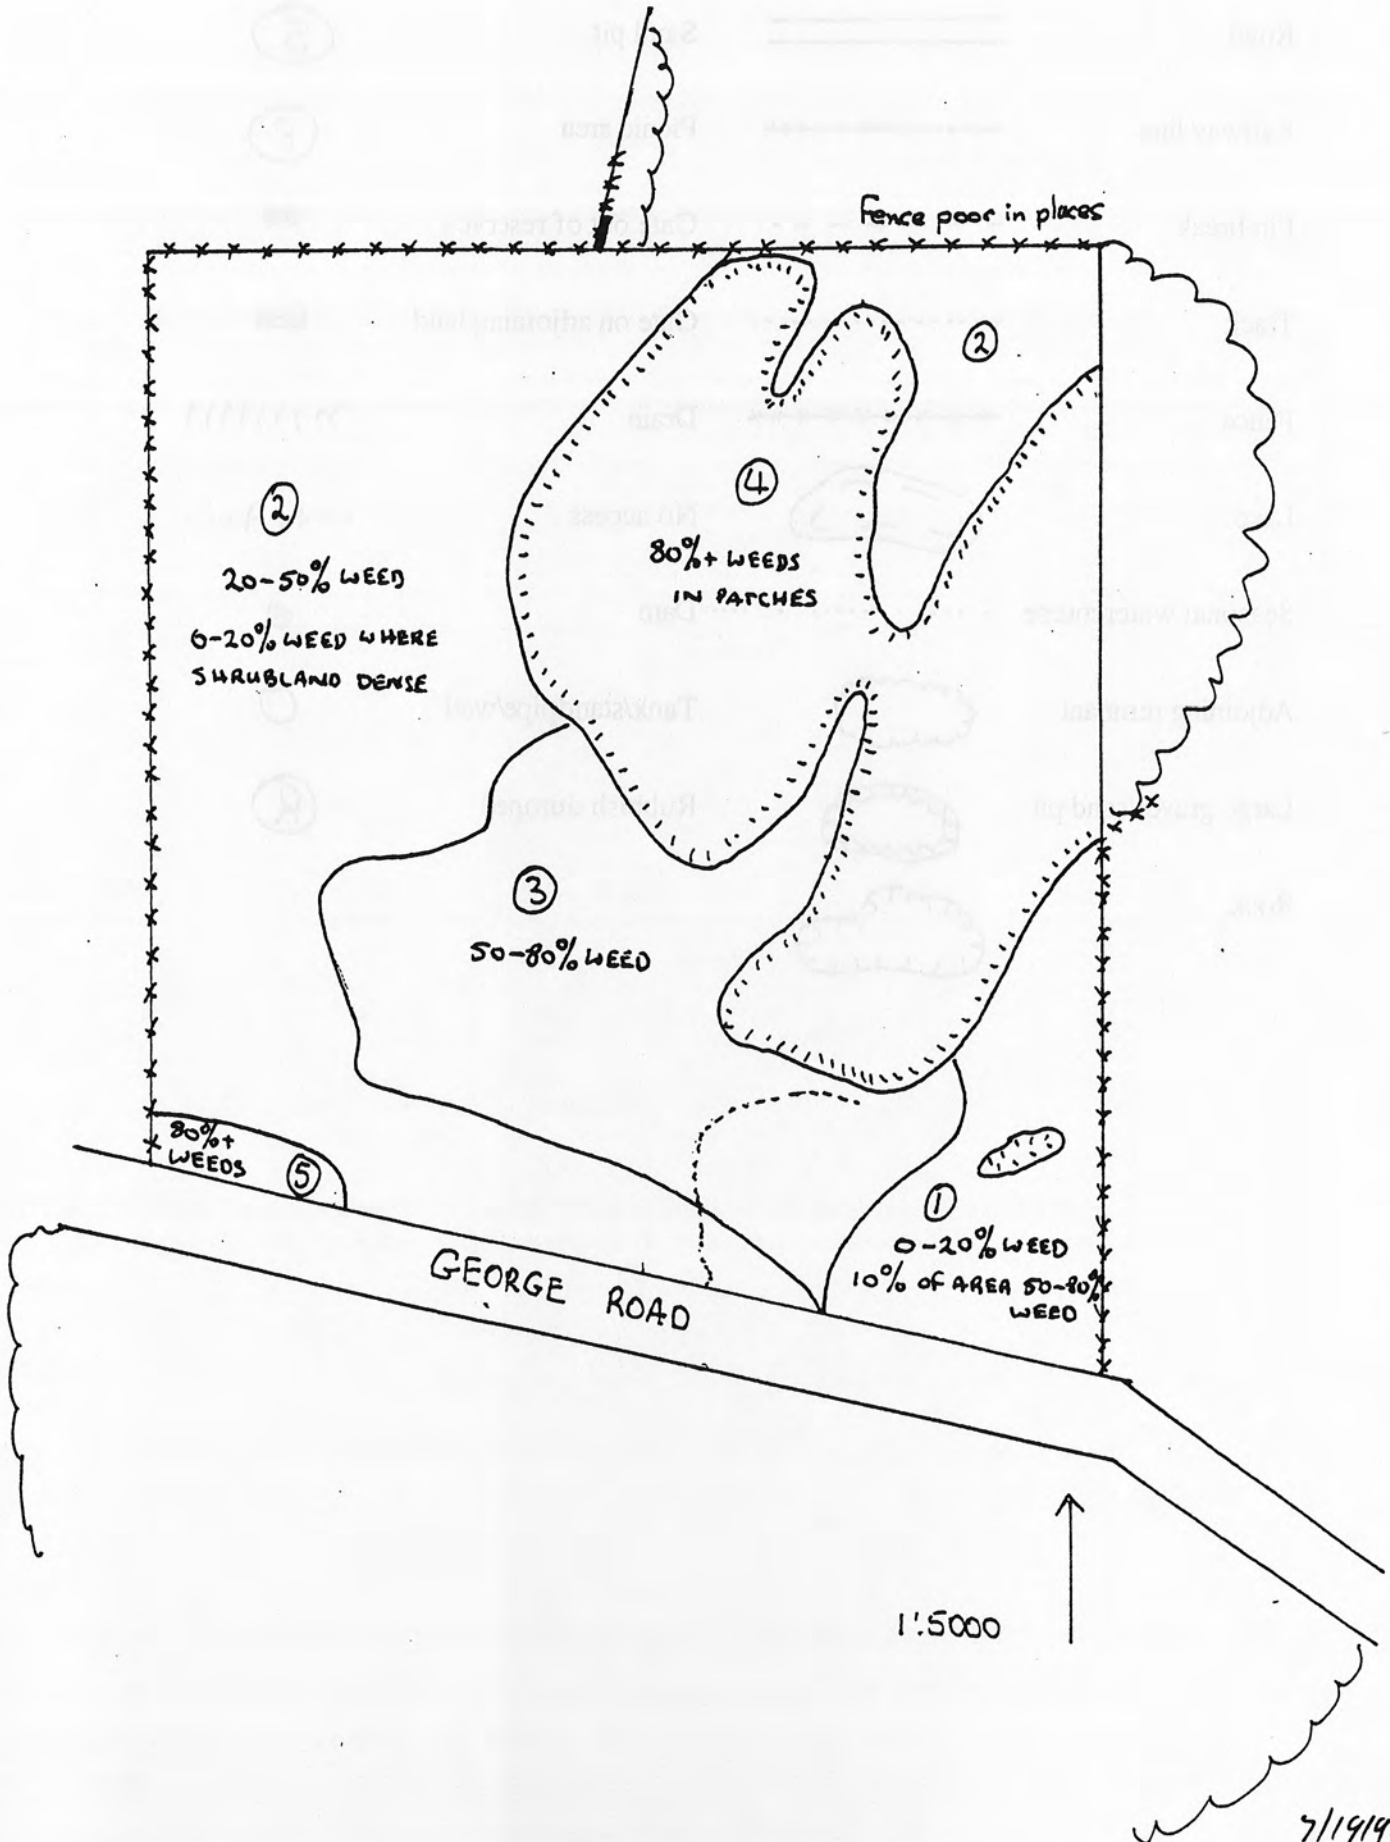 Fence poor in places
②
②
20-50% WEED
0-20% WEED WHERE
SHRUBLAND DENSE
④
80%+ WEEDS
IN PATCHES
③
50-80% WEED
80%+
WEEDS
⑤
①
0-20% WEED
10% OF AREA 50-80%
WEED
GEORGE ROAD
1:5000